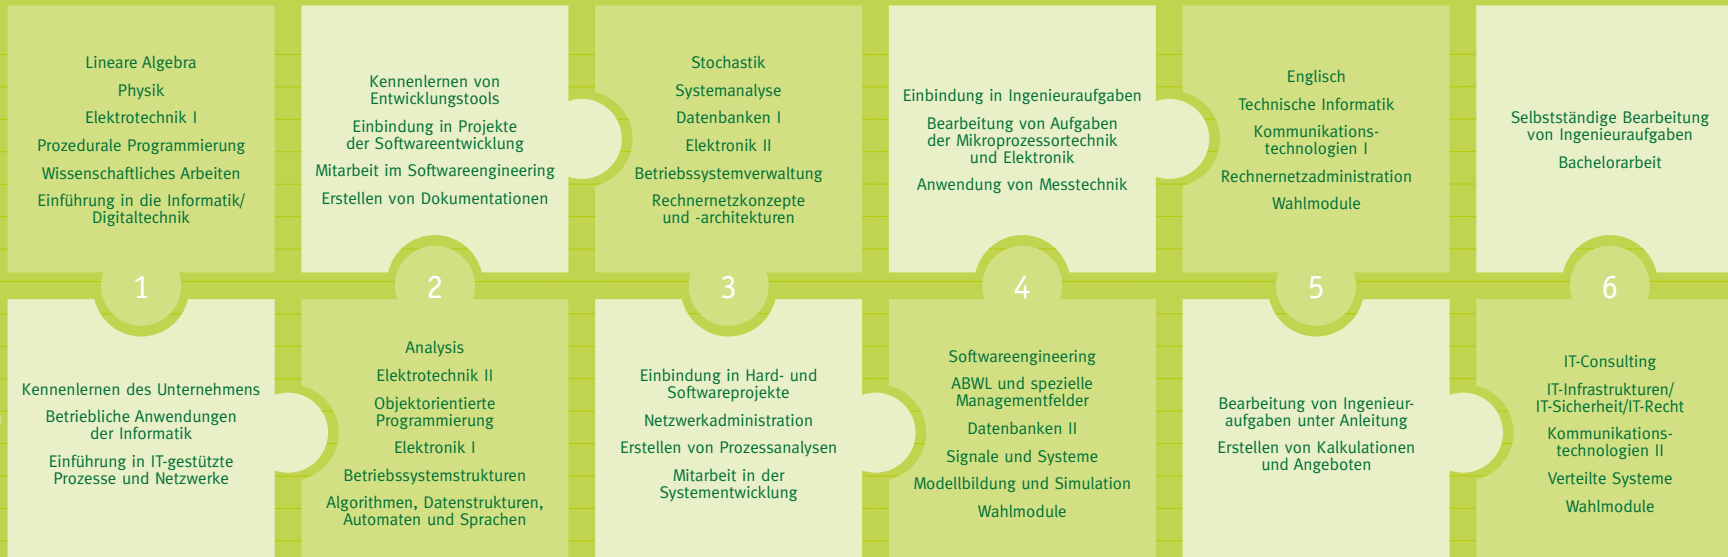 Lineare Algebra
Physik
Elektrotechnik I
Prozedurale Programmierung
Wissenschaftliches Arbeiten
Einführung in die Informatik/
Digitaltechnik
1
Kennenlernen des Unternehmens
Betriebliche Anwendungen
der Informatik
Einführung in IT-gestützte
Prozesse und Netzwerke
Kennenlernen von
Entwicklungstools
Einbindung in Projekte
der Softwareentwicklung
Mitarbeit im Softwareengineering
Erstellen von Dokumentationen
2
Analysis
Elektrotechnik II
Objektorientierte
Programmierung
Elektronik I
Betriebssystemstrukturen
Algorithmen, Datenstrukturen,
Automaten und Sprachen
Stochastik
Systemanalyse
Datenbanken I
Elektronik II
Betriebssystemverwaltung
Rechnernetzkonzepte
und -architekturen
3
Einbindung in Hard- und
Softwareprojekte
Netzwerkadministration
Erstellen von Prozessanalysen
Mitarbeit in der
Systementwicklung
Einbindung in Ingenieuraufgaben
Bearbeitung von Aufgaben
der Mikroprozessortechnik
und Elektronik
Anwendung von Messtechnik
4
Softwareengineering
ABWL und spezielle
Managementfelder
Datenbanken II
Signale und Systeme
Modellbildung und Simulation
Wahlmodule
Englisch
Technische Informatik
Kommunikations-
technologien I
Rechnernetzadministration
Wahlmodule
5
Bearbeitung von Ingenieur-
aufgaben unter Anleitung
Erstellen von Kalkulationen
und Angeboten
Selbstständige Bearbeitung
von Ingenieuraufgaben
Bachelorarbeit
6
IT-Consulting
IT-Infrastrukturen/
IT-Sicherheit/IT-Recht
Kommunikations-
technologien II
Verteilte Systeme
Wahlmodule